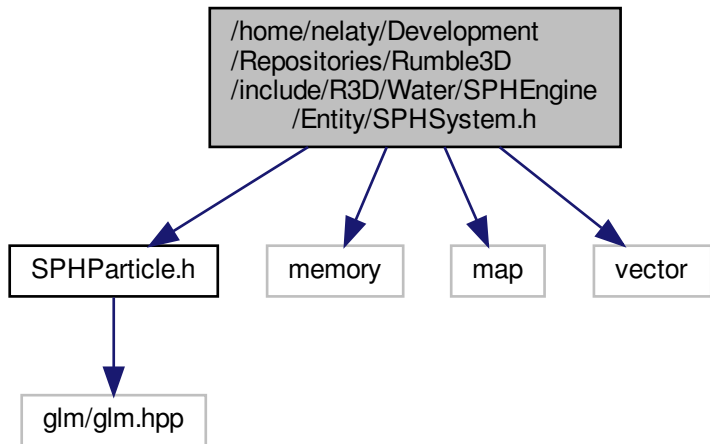 /home/nelaty/Development
/Repositories/Rumble3D
/include/R3D/Water/SPHEngine
/Entity/SPHSystem.h
SPHParticle.h
memory
map
vector
glm/glm.hpp